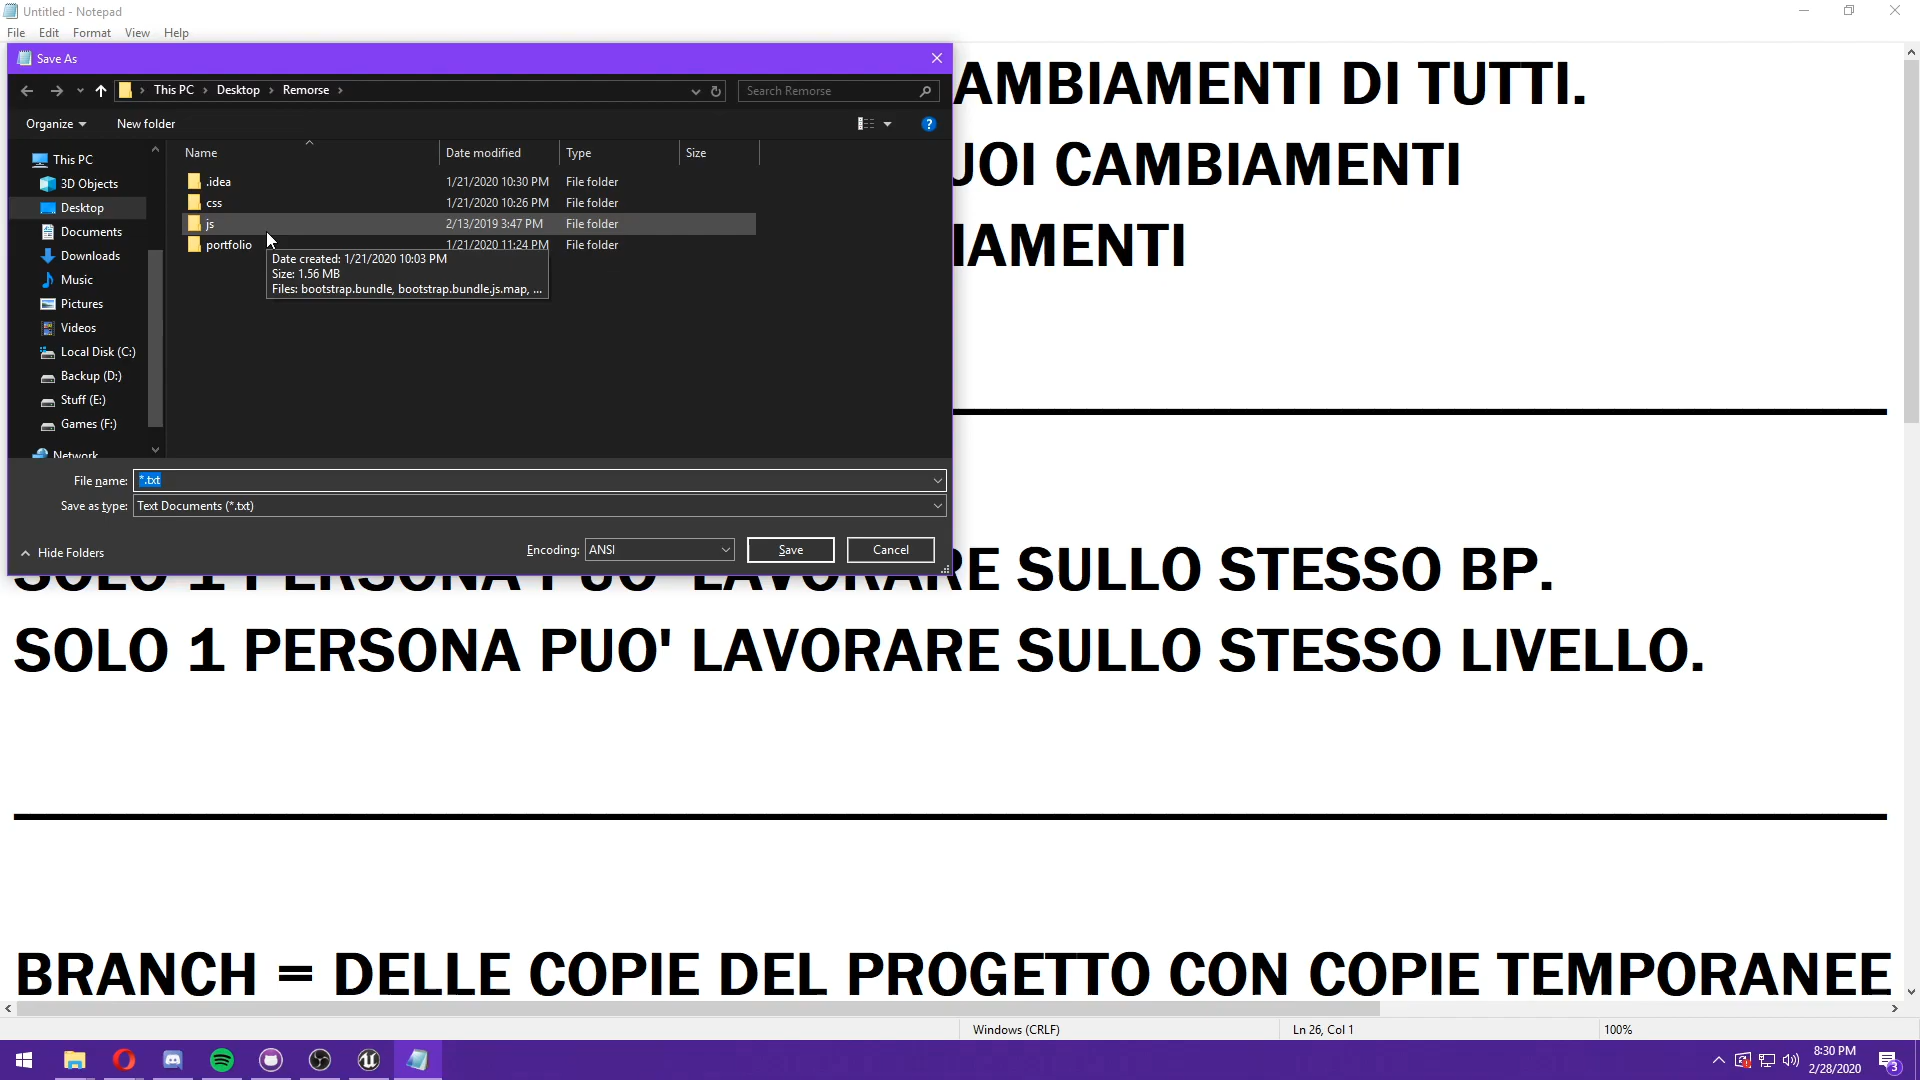 Untitled - Notepad
File Edit Format View Help
Save As
This PC Desktop Remorse
Search Remorse
Organize New folder
Name Date modified Type Size
This PC
3D Objects
Desktop
Documents
Downloads
Music
Pictures
Videos
Local Disk (C:)
Backup (D:)
Stuff (E:)
Games (F:)
Network
.idea 1/21/2020 10:30 PM File folder
css 1/21/2020 10:26 PM File folder
js 2/13/2019 3:47 PM File folder
portfolio 1/21/2020 11:24 PM File folder
Date created: 1/21/2020 10:03 PM
Size: 1.56 MB
Files: bootstrap.bundle, bootstrap.bundle.js.map, ...
File name: *.txt
Save as type: Text Documents (*.txt)
Hide Folders
Encoding: ANSI Save Cancel
AMBIAMENTI DI TUTTI.
UOI CAMBIAMENTI
IAMENTI
SOLO 1 PERSONA PUO' LAVORARE SULLO STESSO BP.
SOLO 1 PERSONA PUO' LAVORARE SULLO STESSO LIVELLO.
BRANCH = DELLE COPIE DEL PROGETTO CON COPIE TEMPORANEE
Windows (CRLF) Ln 26, Col 1 100%
8:30 PM
2/28/2020
3